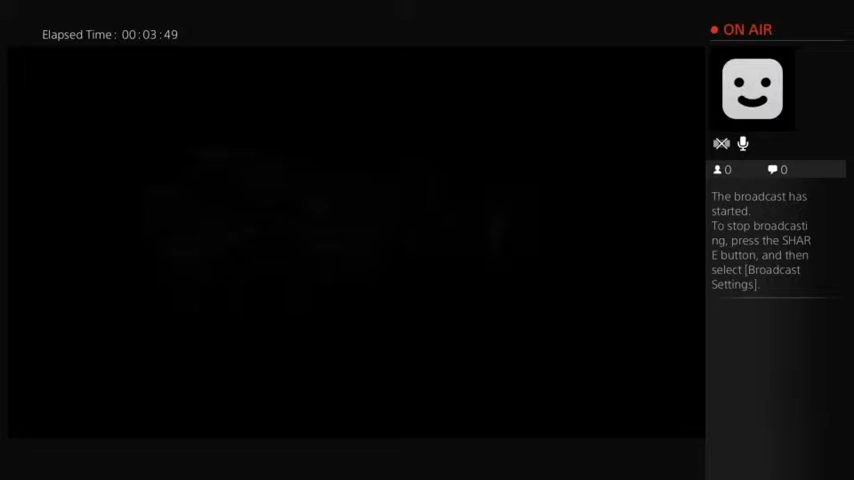 Elapsed Time: 00:03:49
ON AIR
0 0
The broadcast has
started.
To stop broadcasti
ng, press the SHAR
E button, and then
select [Broadcast
Settings].